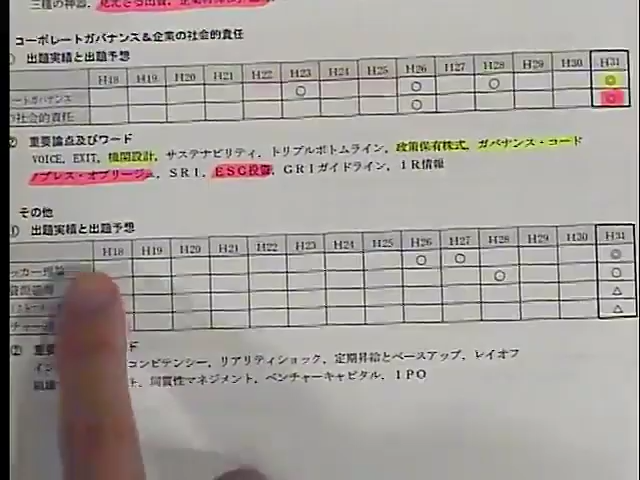 三種の神器,
コーポレートガバナンス&企業の社会的責任
① 出題実績と出題予想
H18 H19 H20 H21 H22 H23 H24 H25 H26 H27 H28 H29 H30 H31
ートガバナンス ○ ○ ○ ◎
社会的責任 ○ ◎
② 重要論点及びワード
VOICE, EXIT, 機関設計, サステナビリティ, トリプルボトムライン, 政策保有株式, ガバナンス・コード
ノブレス・オブリージュ, SRI, ESG投資, GRIガイドライン, IR情報
その他
① 出題実績と出題予想
H18 H19 H20 H21 H22 H23 H24 H25 H26 H27 H28 H29 H30 H31
ッカー理論 ○ ○ ◎
○ ○
△
チャー △
② 重要 ド
コンピテンシー, リアリティショック, 定期昇給とベースアップ, レイオフ
同質性マネジメント, ベンチャーキャピタル, IPO